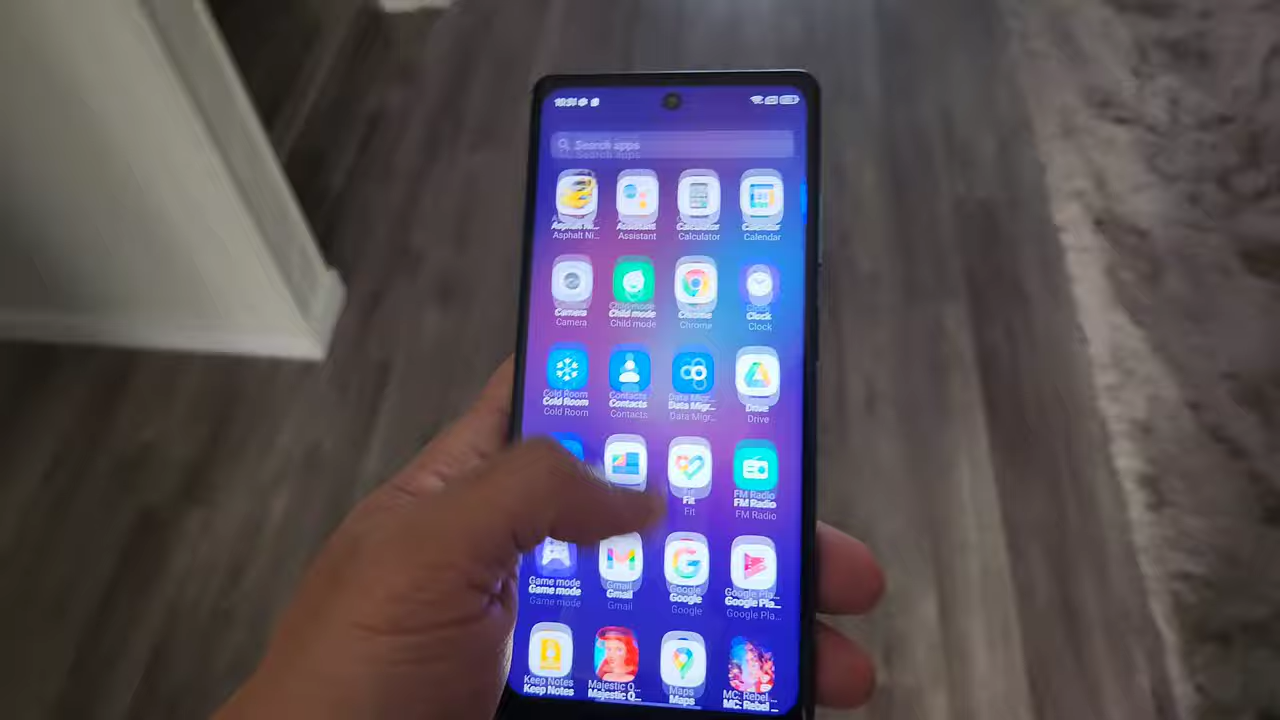 Search apps
Asphalt Ni... Assistant Calculator Calendar
Camera Child mode Chrome Clock
Cold Room Contacts Data Migr... Drive
Fit FM Radio
Game mode Gmail Google Google Pla...
Keep Notes Majestic Q... Maps MC: Rebel ...